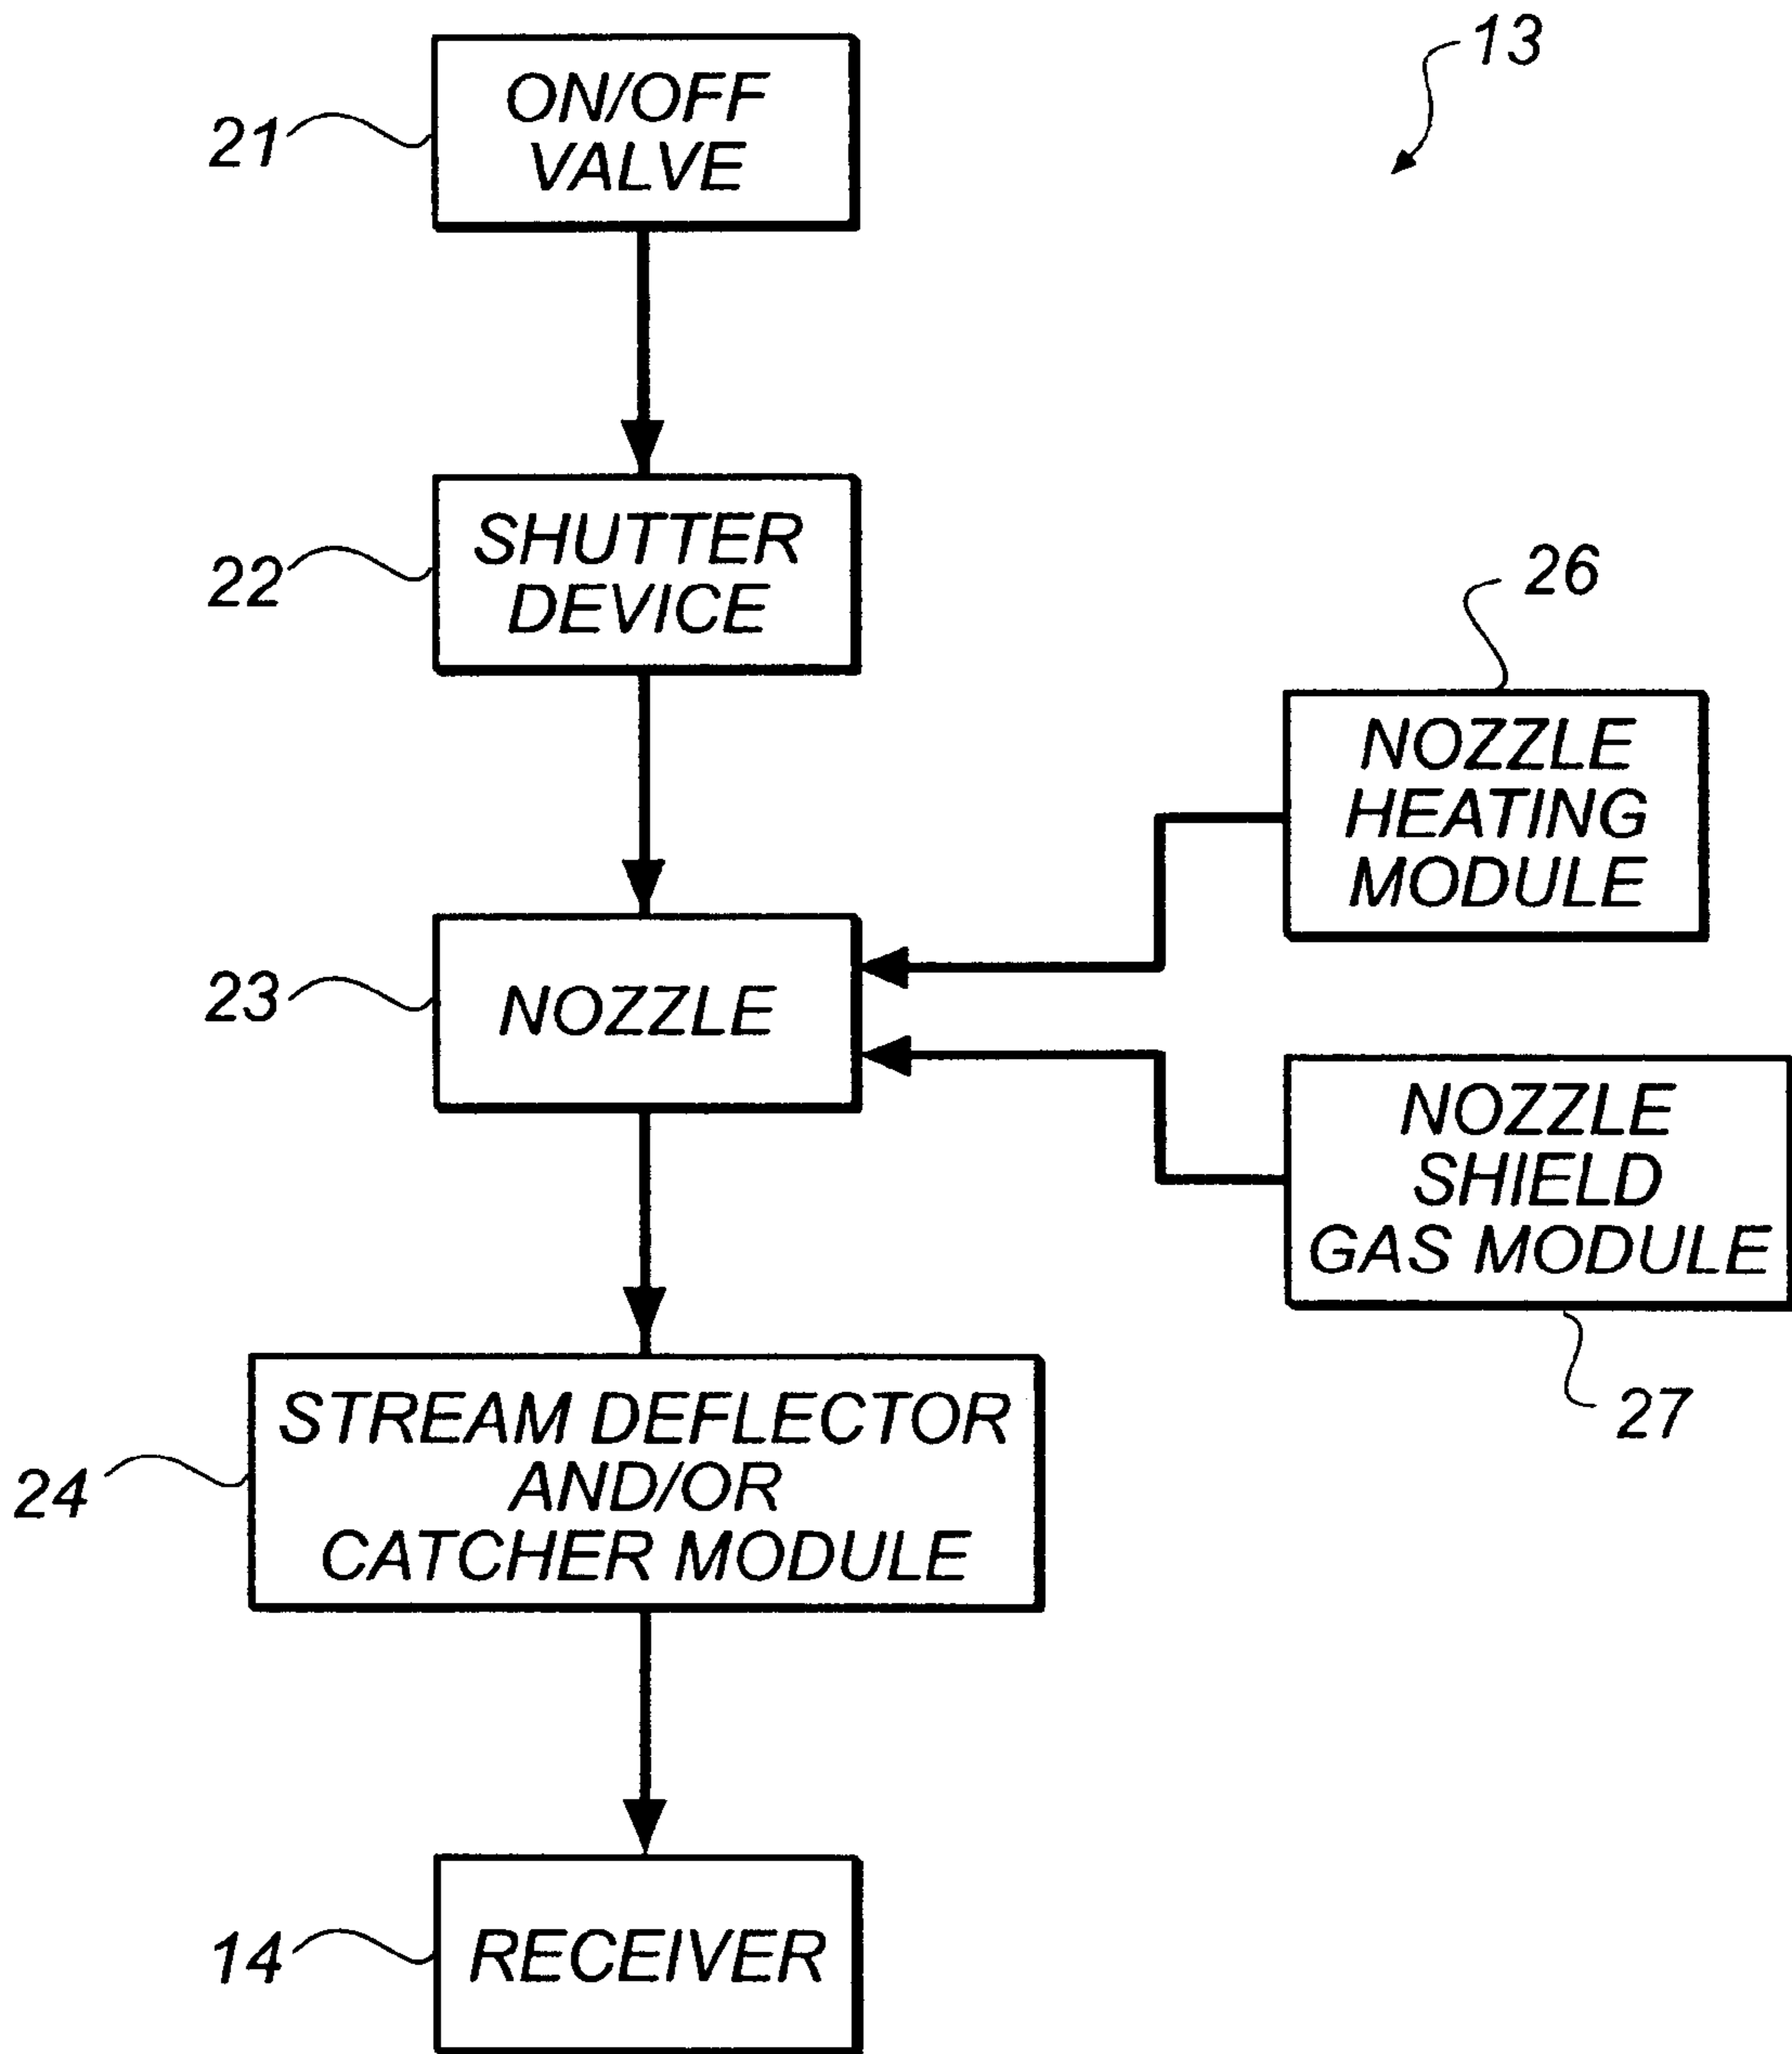 13
ON/OFF
VALVE
21
SHUTTER
DEVICE
22
26
NOZZLE
HEATING
MODULE
23
NOZZLE
NOZZLE
SHIELD
GAS MODULE
27
STREAM DEFLECTOR
AND/OR
CATCHER MODULE
24
14
RECEIVER